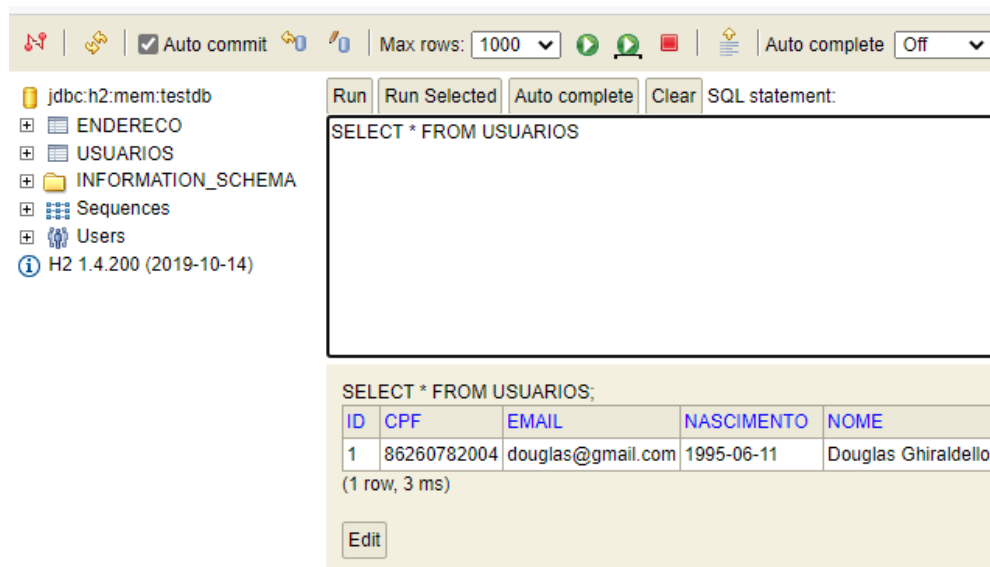 Auto commit Max rows: 1000 Auto complete Off
jdbc:h2:mem:testdb
ENDERECO
USUARIOS
INFORMATION_SCHEMA
Sequences
Users
H2 1.4.200 (2019-10-14)
Run Run Selected Auto complete Clear SQL statement:
SELECT * FROM USUARIOS
SELECT * FROM USUARIOS;
ID CPF EMAIL NASCIMENTO NOME
1 86260782004 douglas@gmail.com 1995-06-11 Douglas Ghiraldello
(1 row, 3 ms)
Edit